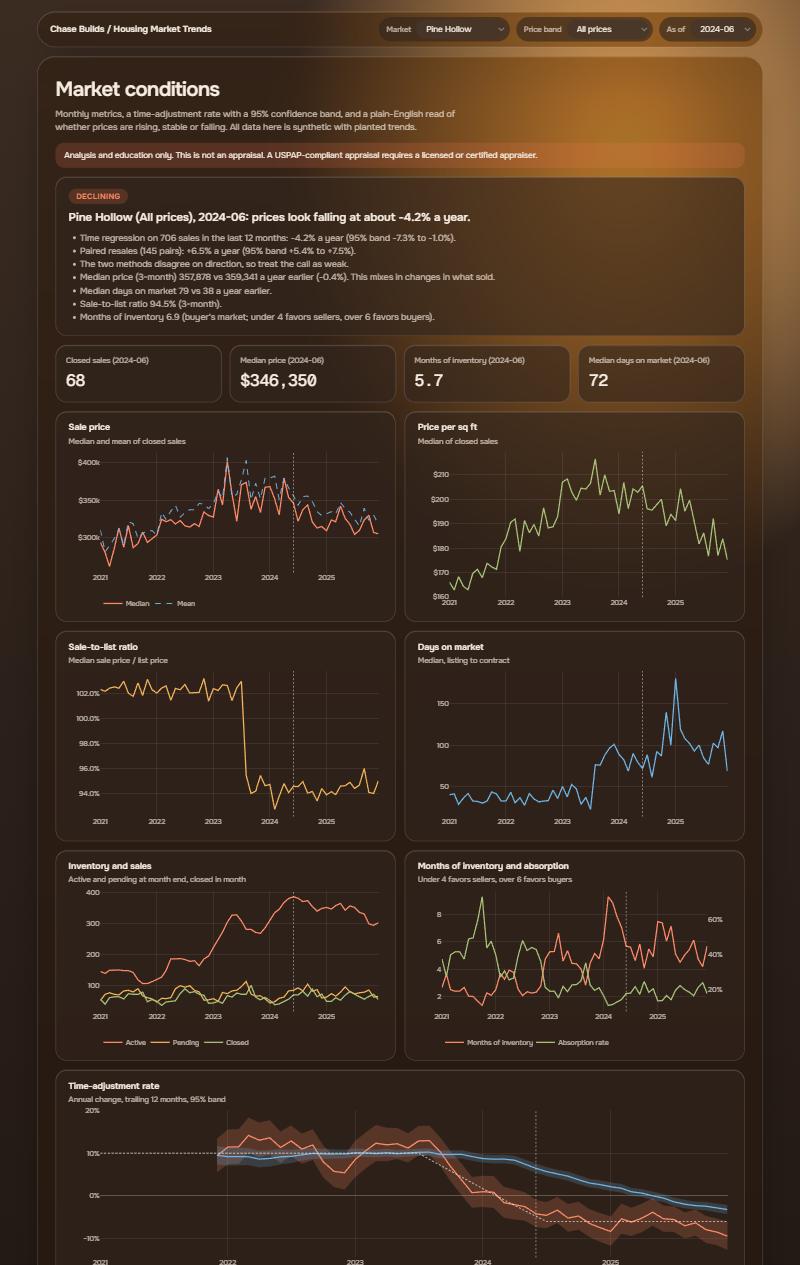 Chase Builds / Housing Market Trends
Market Pine Hollow
Price band All prices
As of 2024-06
Market conditions
Monthly metrics, a time-adjustment rate with a 95% confidence band, and a plain-English read of
whether prices are rising, stable or falling. All data here is synthetic with planted trends.
Analysis and education only. This is not an appraisal. A USPAP-compliant appraisal requires a licensed or certified appraiser.
DECLINING
Pine Hollow (All prices), 2024-06: prices look falling at about -4.2% a year.
• Time regression on 706 sales in the last 12 months: -4.2% a year (95% band -7.3% to -1.0%).
• Paired resales (145 pairs): +6.5% a year (95% band +5.4% to +7.5%).
• The two methods disagree on direction, so treat the call as weak.
• Median price (3-month) 357,878 vs 359,341 a year earlier (-0.4%). This mixes in changes in what sold.
• Median days on market 79 vs 38 a year earlier.
• Sale-to-list ratio 94.5% (3-month).
• Months of inventory 6.9 (buyer's market; under 4 favors sellers, over 6 favors buyers).
Closed sales (2024-06)
68
Median price (2024-06)
$346,350
Months of inventory (2024-06)
5.7
Median days on market (2024-06)
72
Sale price
Median and mean of closed sales
$400k
$350k
$300k
2021 2022 2023 2024 2025
Median Mean
Price per sq ft
Median of closed sales
$210
$200
$190
$180
$170
$160
2021 2022 2023 2024 2025
Sale-to-list ratio
Median sale price / list price
102.0%
100.0%
98.0%
96.0%
94.0%
2021 2022 2023 2024 2025
Days on market
Median, listing to contract
150
100
50
2021 2022 2023 2024 2025
Inventory and sales
Active and pending at month end, closed in month
400
300
200
100
2021 2022 2023 2024 2025
Active Pending Closed
Months of inventory and absorption
Under 4 favors sellers, over 6 favors buyers
8 60%
6
40%
4
20%
2
2021 2022 2023 2024 2025
Months of inventory Absorption rate
Time-adjustment rate
Annual change, trailing 12 months, 95% band
20%
10%
0%
-10%
2021 2022 2023 2024 2025